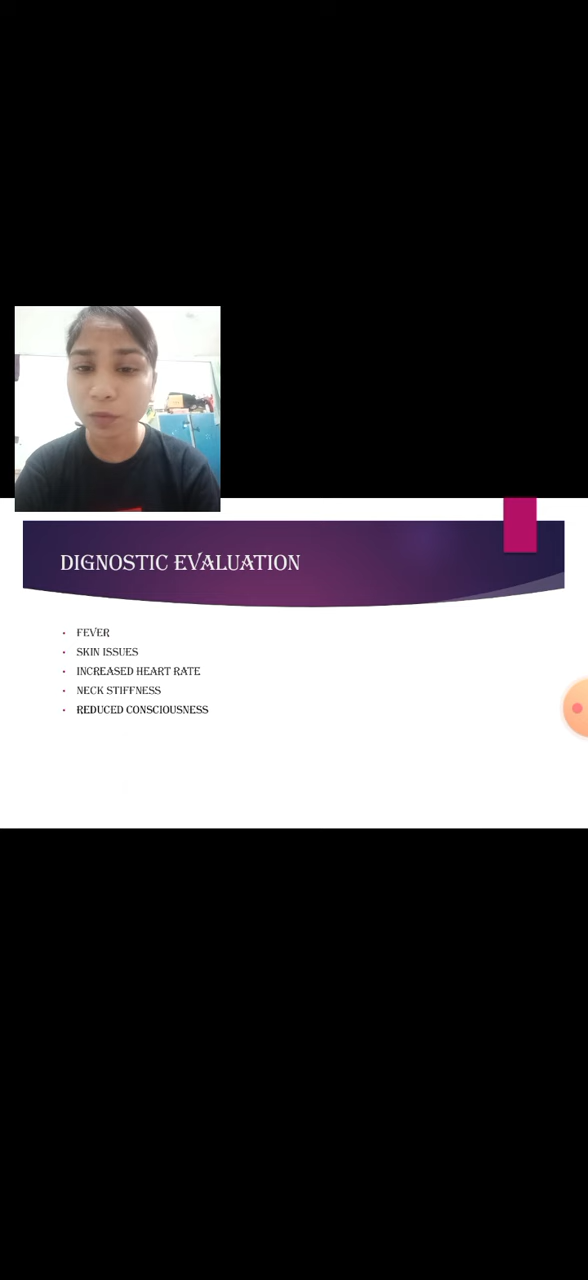 DIGNOSTIC EVALUATION
• FEVER
• SKIN ISSUES
• INCREASED HEART RATE
• NECK STIFFNESS
• REDUCED CONSCIOUSNESS